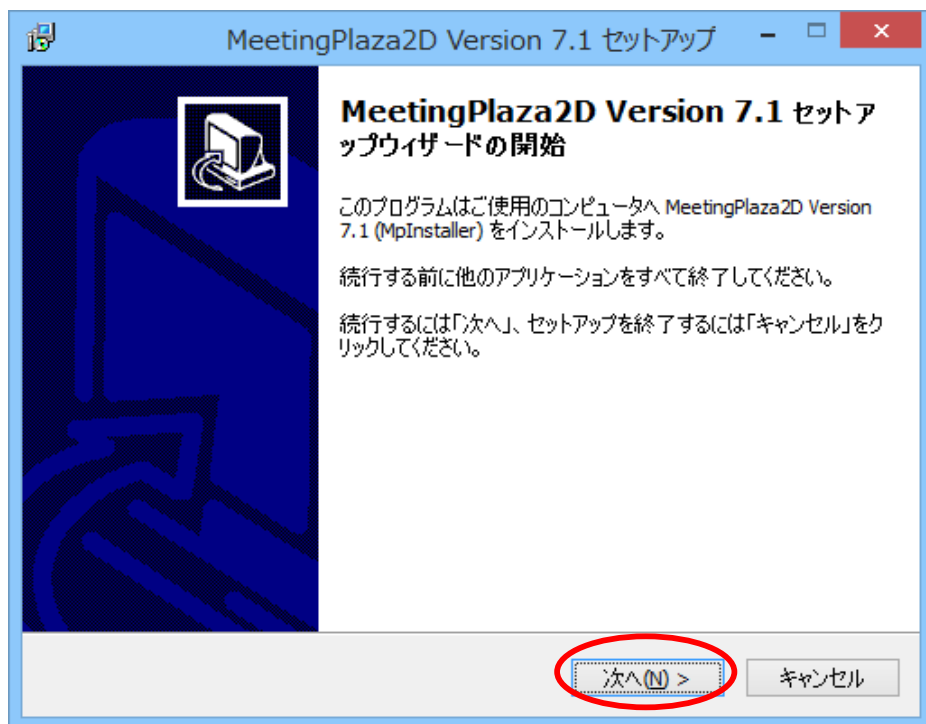 MeetingPlaza2D Version 7.1 セットアップ
MeetingPlaza2D Version 7.1 セットア
ップウィザードの開始
このプログラムはご使用のコンピュータへ MeetingPlaza2D Version
7.1 (MpInstaller) をインストールします。
続行する前に他のアプリケーションをすべて終了してください。
続行するには「次へ」、セットアップを終了するには「キャンセル」をク
リックしてください。
次へ(N) >
キャンセル